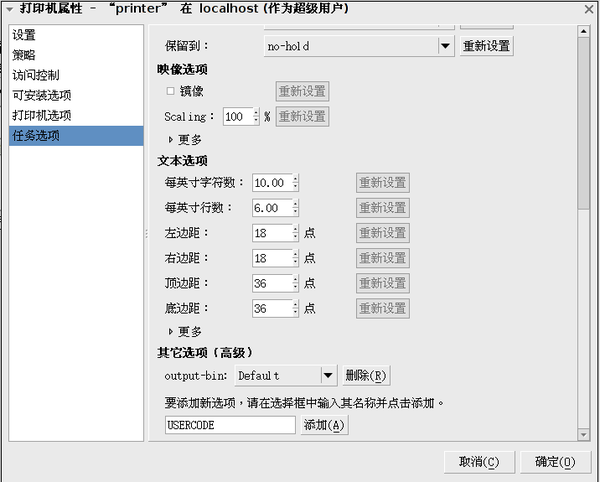 打印机属性 - “printer” 在 localhost (作为超级用户)
设置
策略
访问控制
可安装选项
打印机选项
任务选项
保留到： no-hold 重新设置
映像选项
镜像 重新设置
Scaling： 100 % 重新设置
更多
文本选项
每英寸字符数： 10.00 重新设置
每英寸行数： 6.00 重新设置
左边距： 18 点 重新设置
右边距： 18 点 重新设置
顶边距： 36 点 重新设置
底边距： 36 点 重新设置
更多
其它选项（高级）
output-bin: Default 删除(R)
要添加新选项，请在选择框中输入其名称并点击添加。
USERCODE 添加(A)
取消(C) 确定(O)